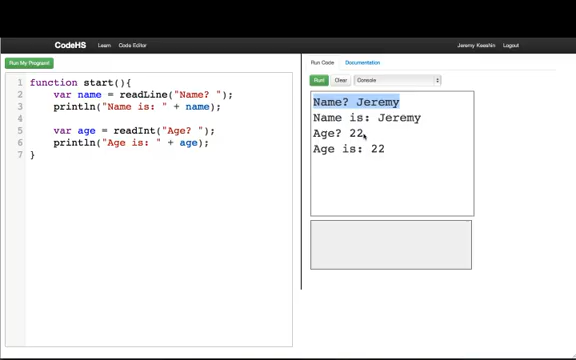 CodeHS Learn Code Editor Jeremy Keeshin Logout
Run My Program! Run Code Documentation
Run! Clear Console
1 function start(){
2 var name = readLine("Name? ");
3 println("Name is: " + name);
4
5 var age = readInt("Age? ");
6 println("Age is: " + age);
7 }
Name? Jeremy
Name is: Jeremy
Age? 22
Age is: 22